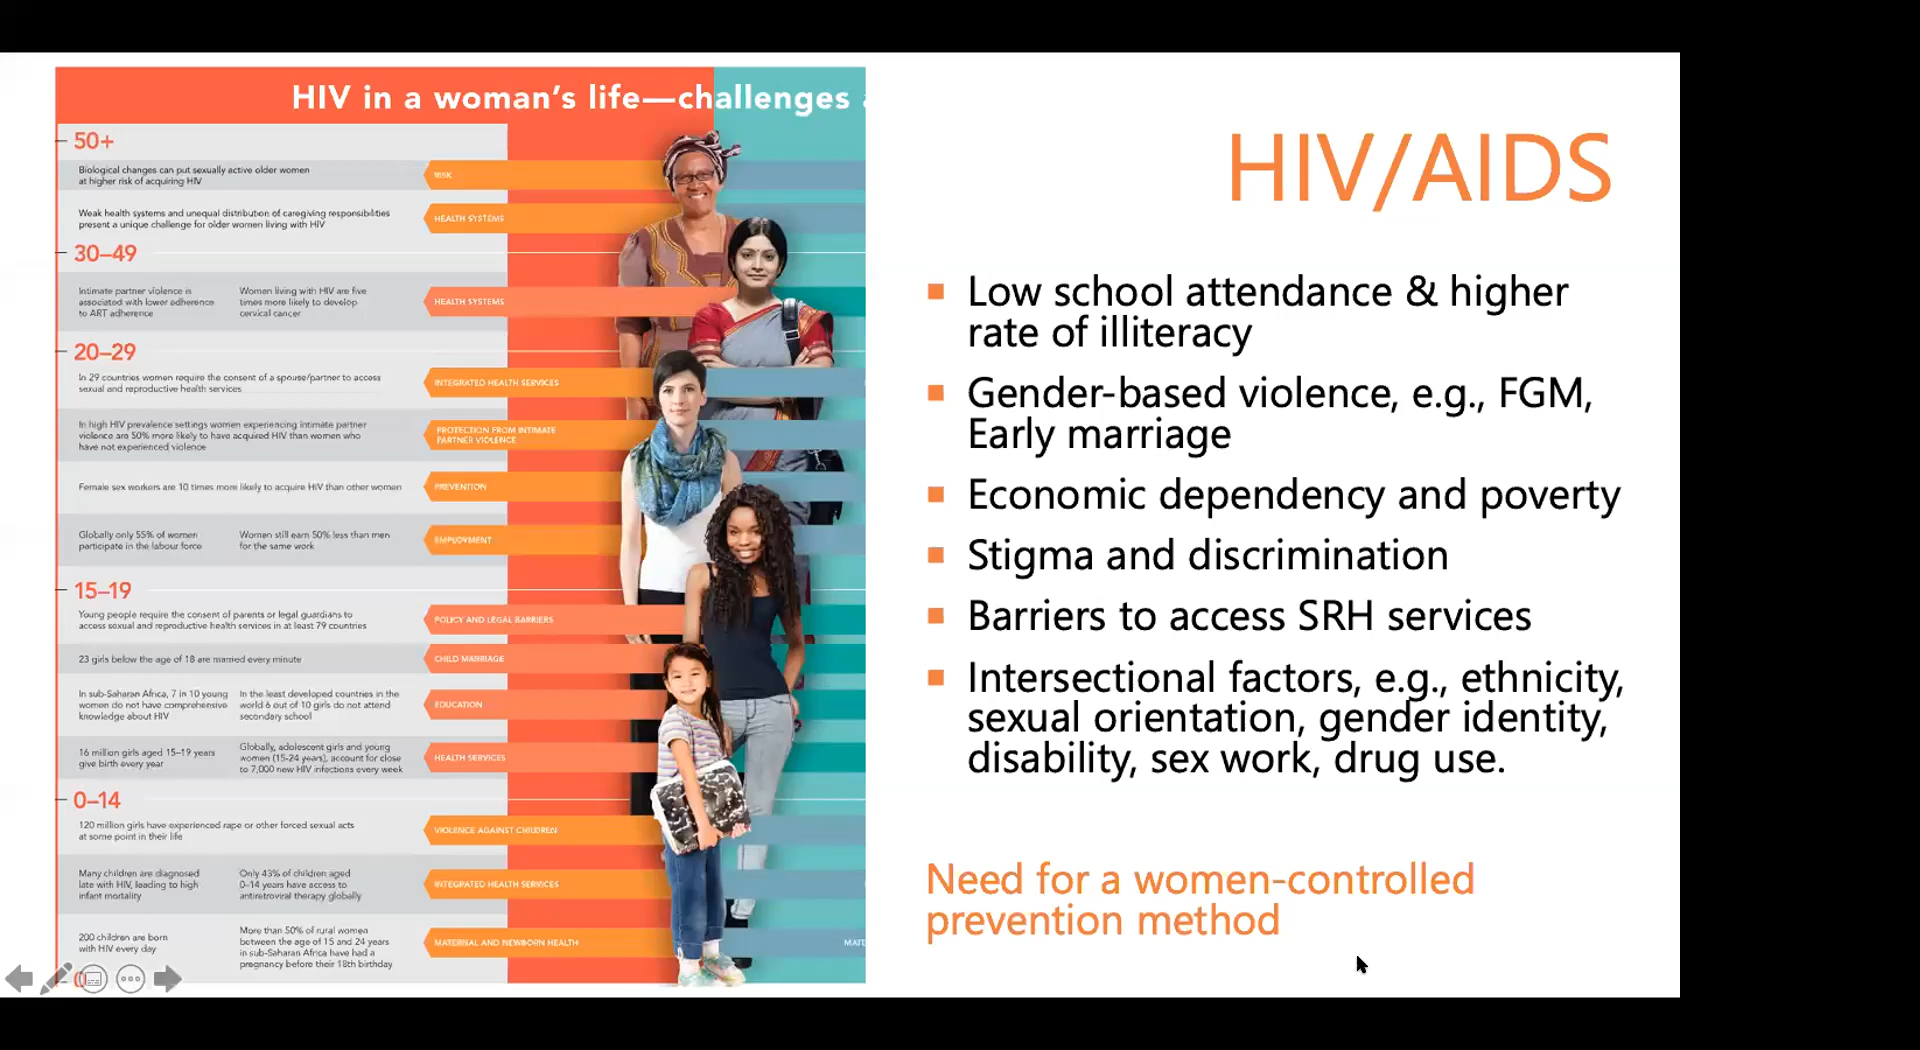 HIV in a woman's life—challenges
50+
Biological changes can put sexually active older women
at higher risk of acquiring HIV
RISK
Weak health systems and unequal distribution of caregiving responsibilities
present a unique challenge for older women living with HIV
HEALTH SYSTEMS
30–49
Intimate partner violence is
associated with lower adherence
to ART adherence
Women living with HIV are five
times more likely to develop
cervical cancer
HEALTH SYSTEMS
20–29
In 29 countries women require the consent of a spouse/partner to access
sexual and reproductive health services
INTEGRATED HEALTH SERVICES
In high HIV prevalence settings women experiencing intimate partner
violence are 50% more likely to have acquired HIV than women who
have not experienced violence
PROTECTION FROM INTIMATE
PARTNER VIOLENCE
Female sex workers are 10 times more likely to acquire HIV than other women
PREVENTION
Globally only 55% of women
participate in the labour force
Women still earn 50% less than men
for the same work
EMPLOYMENT
15–19
Young people require the consent of parents or legal guardians to
access sexual and reproductive health services in at least 79 countries
POLICY AND LEGAL BARRIERS
23 girls below the age of 18 are married every minute
CHILD MARRIAGE
In sub-Saharan Africa, 7 in 10 young
women do not have comprehensive
knowledge about HIV
In the least developed countries in the
world 6 out of 10 girls do not attend
secondary school
EDUCATION
16 million girls aged 15–19 years
give birth every year
Globally, adolescent girls and young
women (15-24 years), account for close
to 7,000 new HIV infections every week
HEALTH SERVICES
0–14
120 million girls have experienced rape or other forced sexual acts
at some point in their life
VIOLENCE AGAINST CHILDREN
Many children are diagnosed
late with HIV, leading to high
infant mortality
Only 43% of children aged
0–14 years have access to
antiretroviral therapy globally
INTEGRATED HEALTH SERVICES
200 children are born
with HIV every day
More than 50% of rural women
between the age of 15 and 24 years
in sub-Saharan Africa have had a
pregnancy before their 18th birthday
MATERNAL AND NEWBORN HEALTH
MATE
HIV/AIDS
Low school attendance & higher
rate of illiteracy
Gender-based violence, e.g., FGM,
Early marriage
Economic dependency and poverty
Stigma and discrimination
Barriers to access SRH services
Intersectional factors, e.g., ethnicity,
sexual orientation, gender identity,
disability, sex work, drug use.
Need for a women-controlled
prevention method